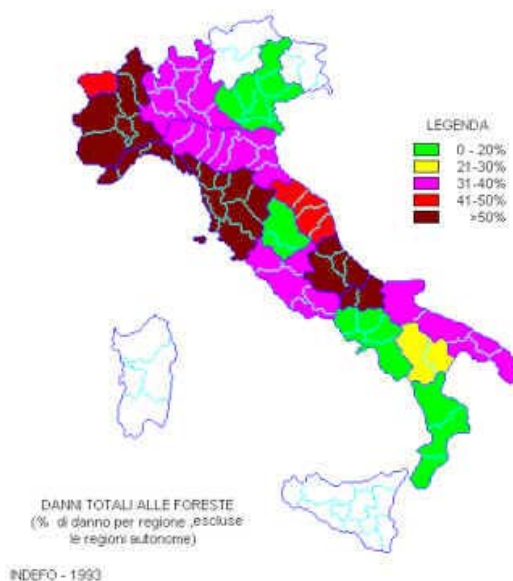 LEGENDA
0 - 20%
21-30%
31-40%
41-50%
>50%
DANNI TOTALI ALLE FORESTE
(% di danno per regione ,escluse
le regioni autonome)
INDEFO - 1993